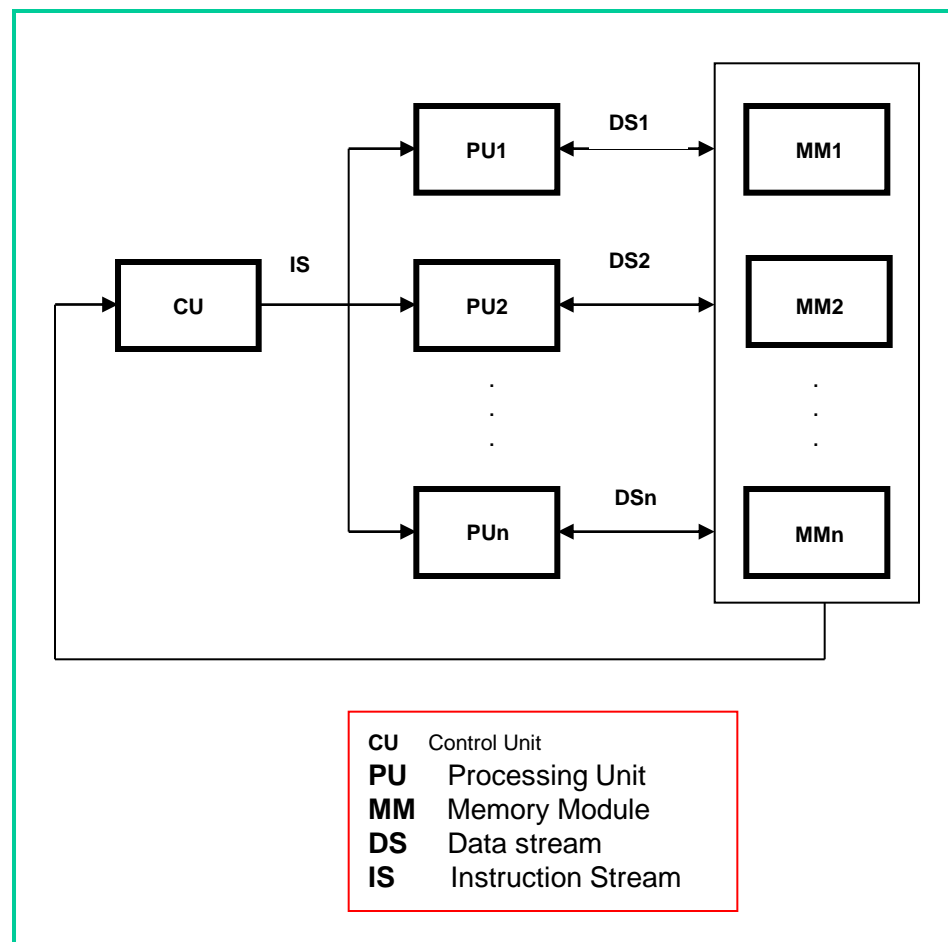 DS1
PU1
MM1
IS
DS2
CU
PU2
MM2
.
.
.
.
.
.
DSn
PUn
MMn
CU Control Unit
PU Processing Unit
MM Memory Module
DS Data stream
IS Instruction Stream